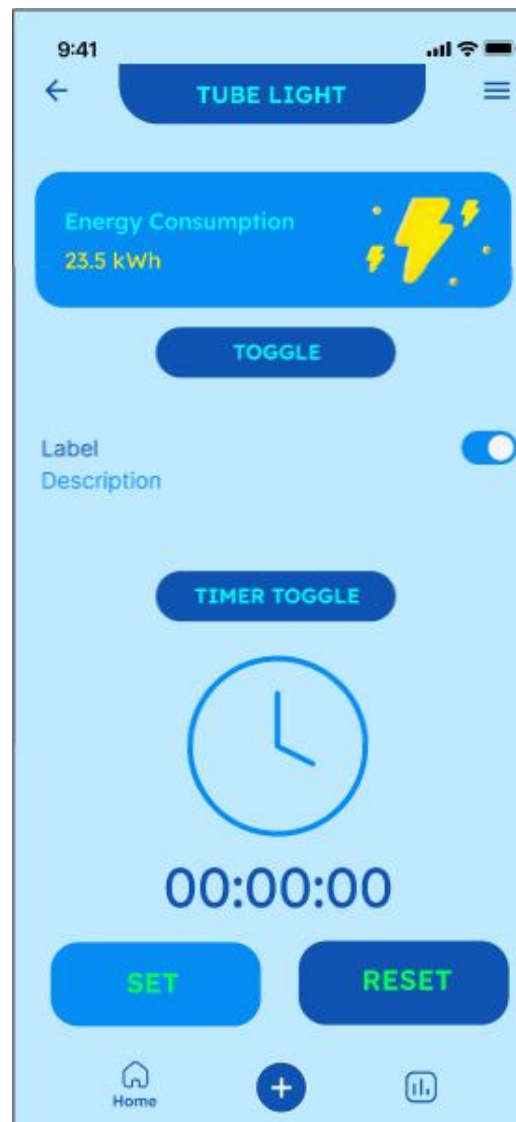 9:41
TUBE LIGHT
Energy Consumption
23.5 kWh
TOGGLE
Label
Description
TIMER TOGGLE
00:00:00
SET
RESET
Home